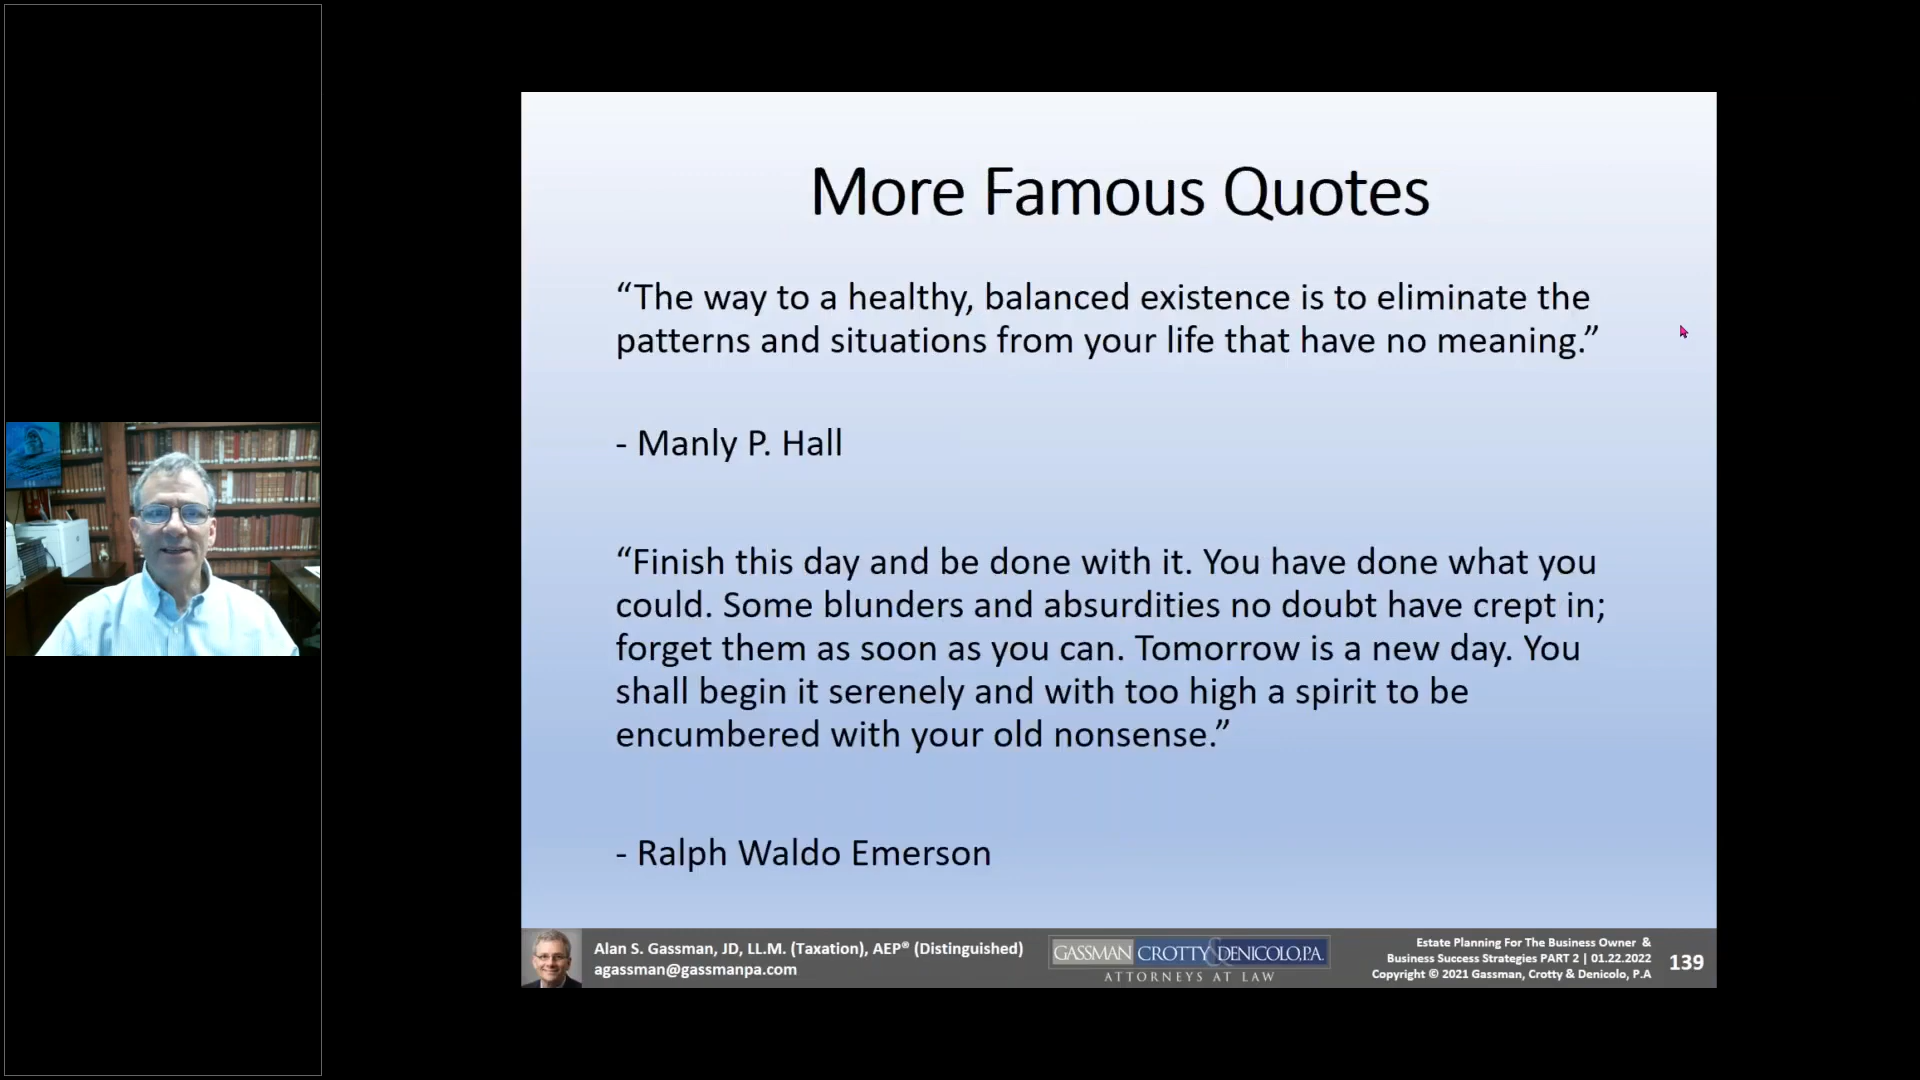 More Famous Quotes
“The way to a healthy, balanced existence is to eliminate the
patterns and situations from your life that have no meaning.”
- Manly P. Hall
“Finish this day and be done with it. You have done what you
could. Some blunders and absurdities no doubt have crept in;
forget them as soon as you can. Tomorrow is a new day. You
shall begin it serenely and with too high a spirit to be
encumbered with your old nonsense.”
- Ralph Waldo Emerson
Alan S. Gassman, JD, LL.M. (Taxation), AEP® (Distinguished)
agassman@gassmanpa.com
GASSMAN CROTTY & DENICOLO, P.A.
ATTORNEYS AT LAW
Estate Planning For The Business Owner &
Business Success Strategies PART 2 | 01.22.2022
Copyright © 2021 Gassman, Crotty & Denicolo, P.A
139